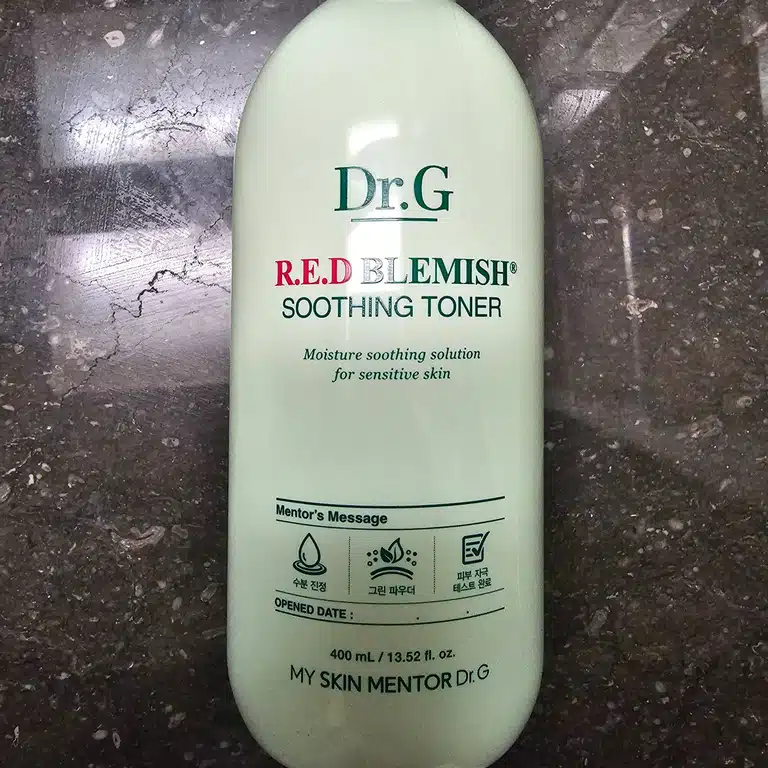 Dr.G
R.E.D BLEMISH®
SOOTHING TONER
Moisture soothing solution
for sensitive skin
Mentor's Message
수분 진정
그린 파우더
피부 자극
테스트 완료
OPENED DATE : . .
400 mL / 13.52 fl. oz.
MY SKIN MENTOR Dr.G